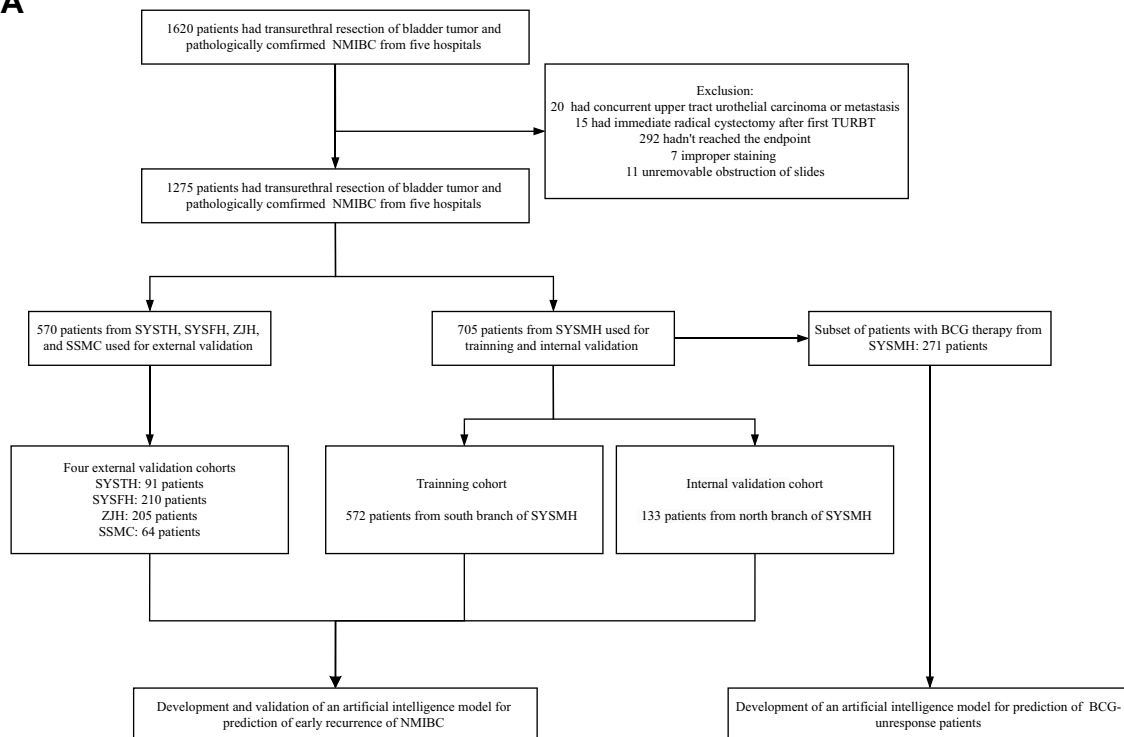 A
1620 patients had transurethral resection of bladder tumor and
pathologically comfirmed NMIBC from five hospitals
Exclusion:
20 had concurrent upper tract urothelial carcinoma or metastasis
15 had immediate radical cystectomy after first TURBT
292 hadn't reached the endpoint
7 improper staining
11 unremovable obstruction of slides
1275 patients had transurethral resection of bladder tumor and
pathologically comfirmed NMIBC from five hospitals
570 patients from SYSTH, SYSFH, ZJH,
and SSMC used for external validation
705 patients from SYSMH used for
trainning and internal validation
Subset of patients with BCG therapy from
SYSMH: 271 patients
Four external validation cohorts
SYSTH: 91 patients
SYSFH: 210 patients
ZJH: 205 patients
SSMC: 64 patients
Trainning cohort
572 patients from south branch of SYSMH
Internal validation cohort
133 patients from north branch of SYSMH
Development and validation of an artificial intelligence model for
prediction of early recurrence of NMIBC
Development of an artificial intelligence model for prediction of BCG-
unresponse patients